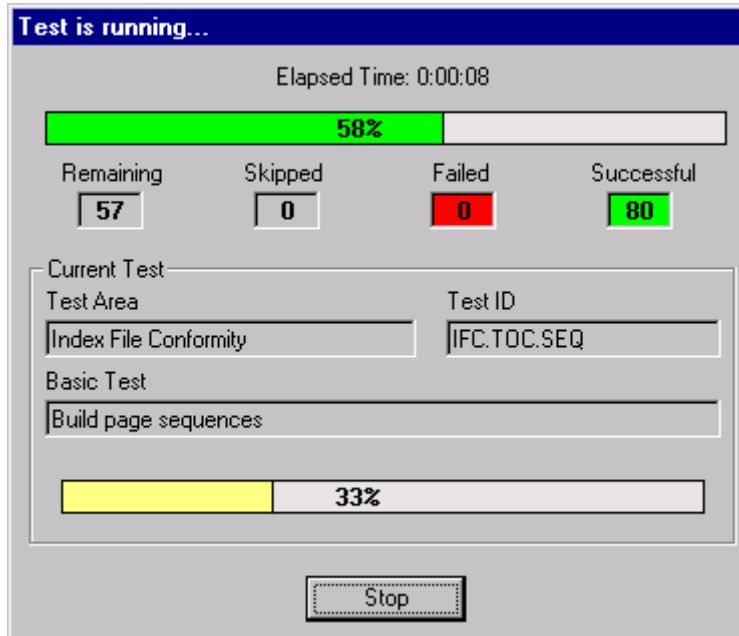 Test is running...
Elapsed Time: 0:00:08
58%
Remaining Skipped Failed Successful
57 0 0 80
Current Test
Test Area Test ID
Index File Conformity IFC.TOC.SEQ
Basic Test
Build page sequences
33%
Stop